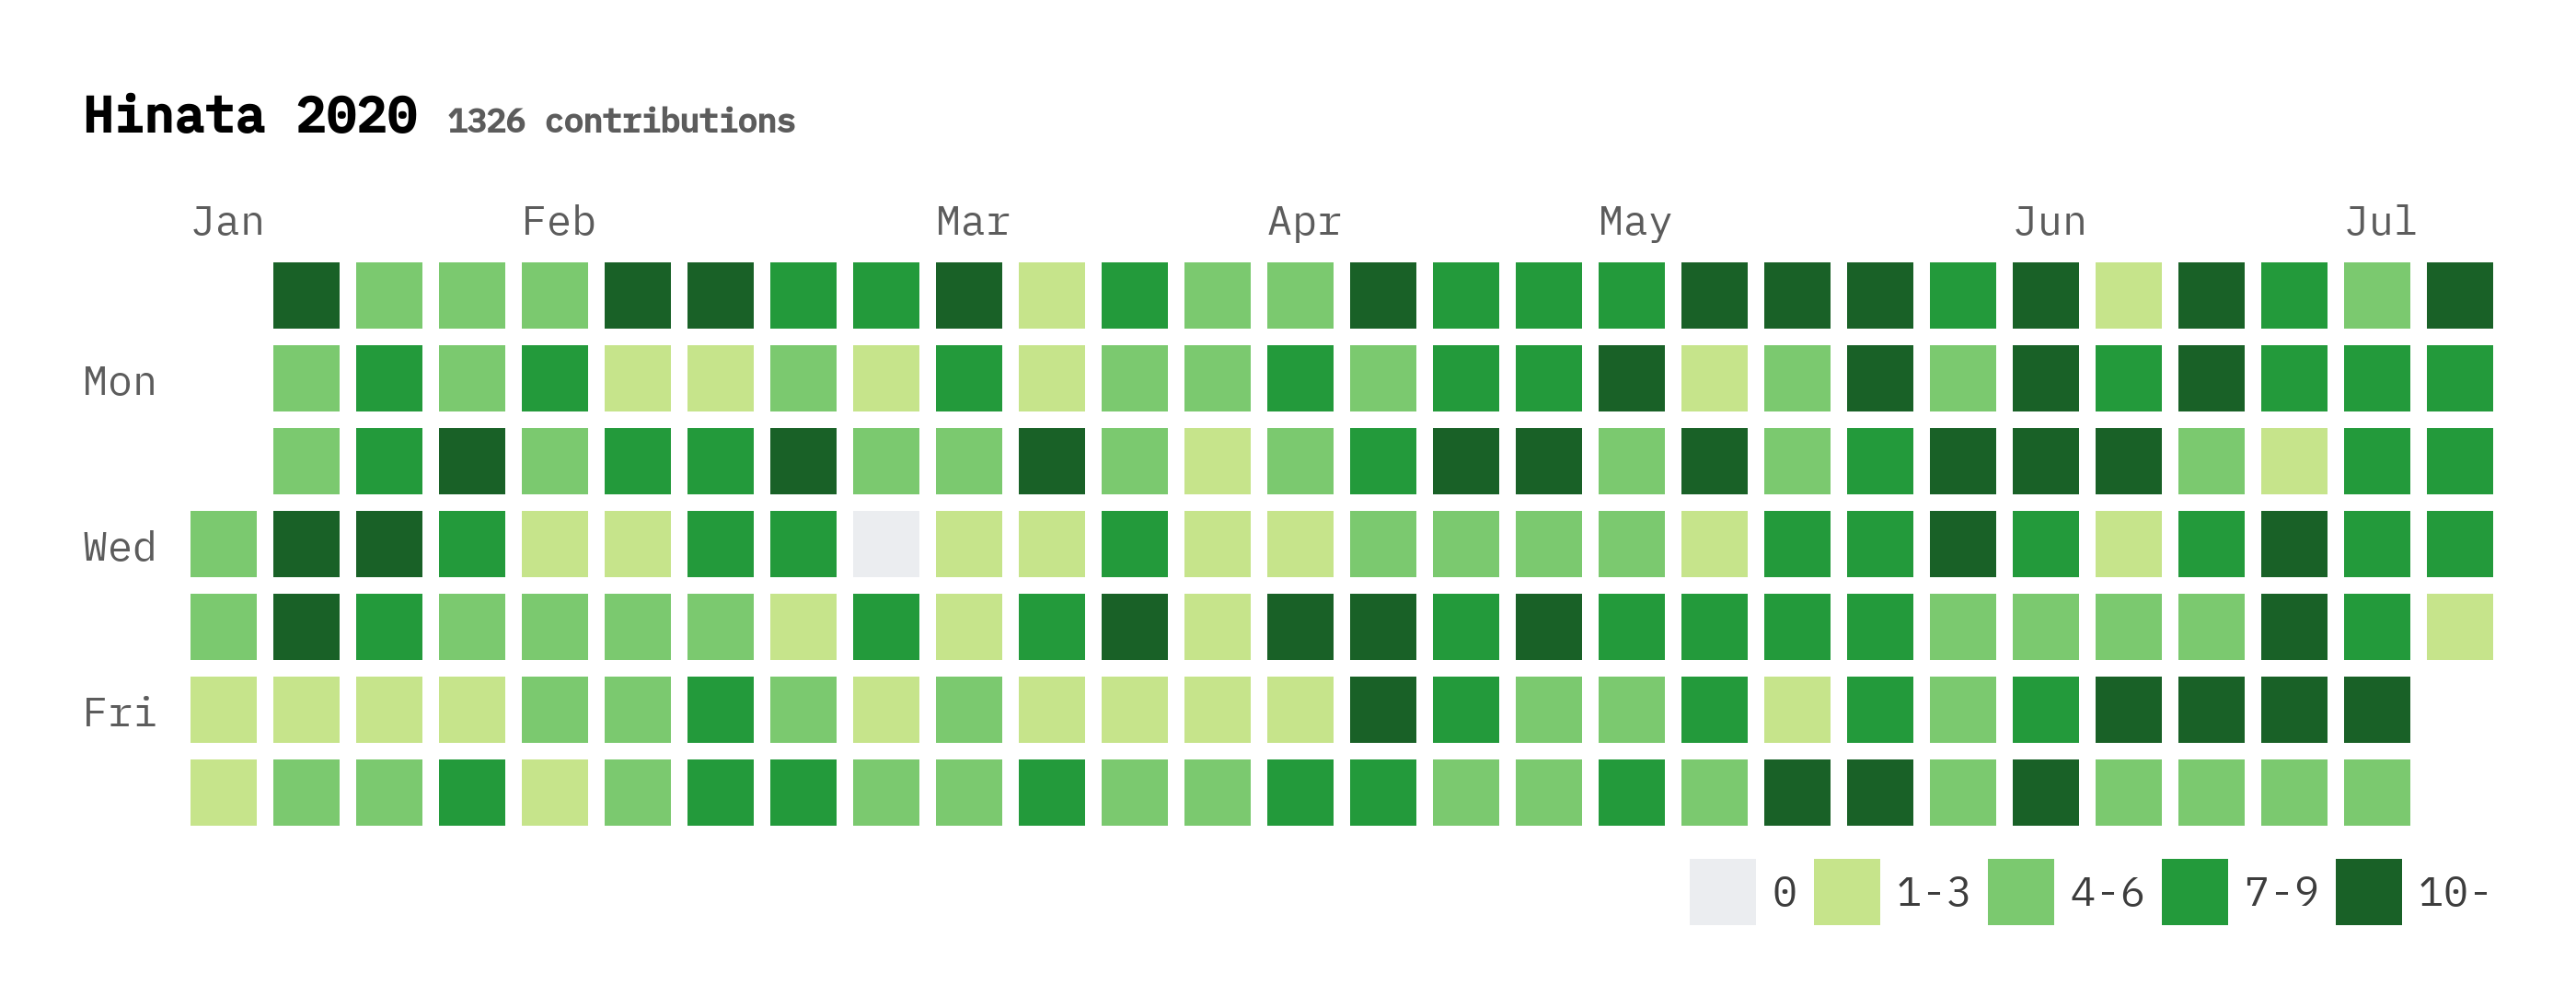 Hinata 2020 1326 contributions
Jan Feb Mar Apr May Jun Jul
Mon
Wed
Fri
0 1-3 4-6 7-9 10-